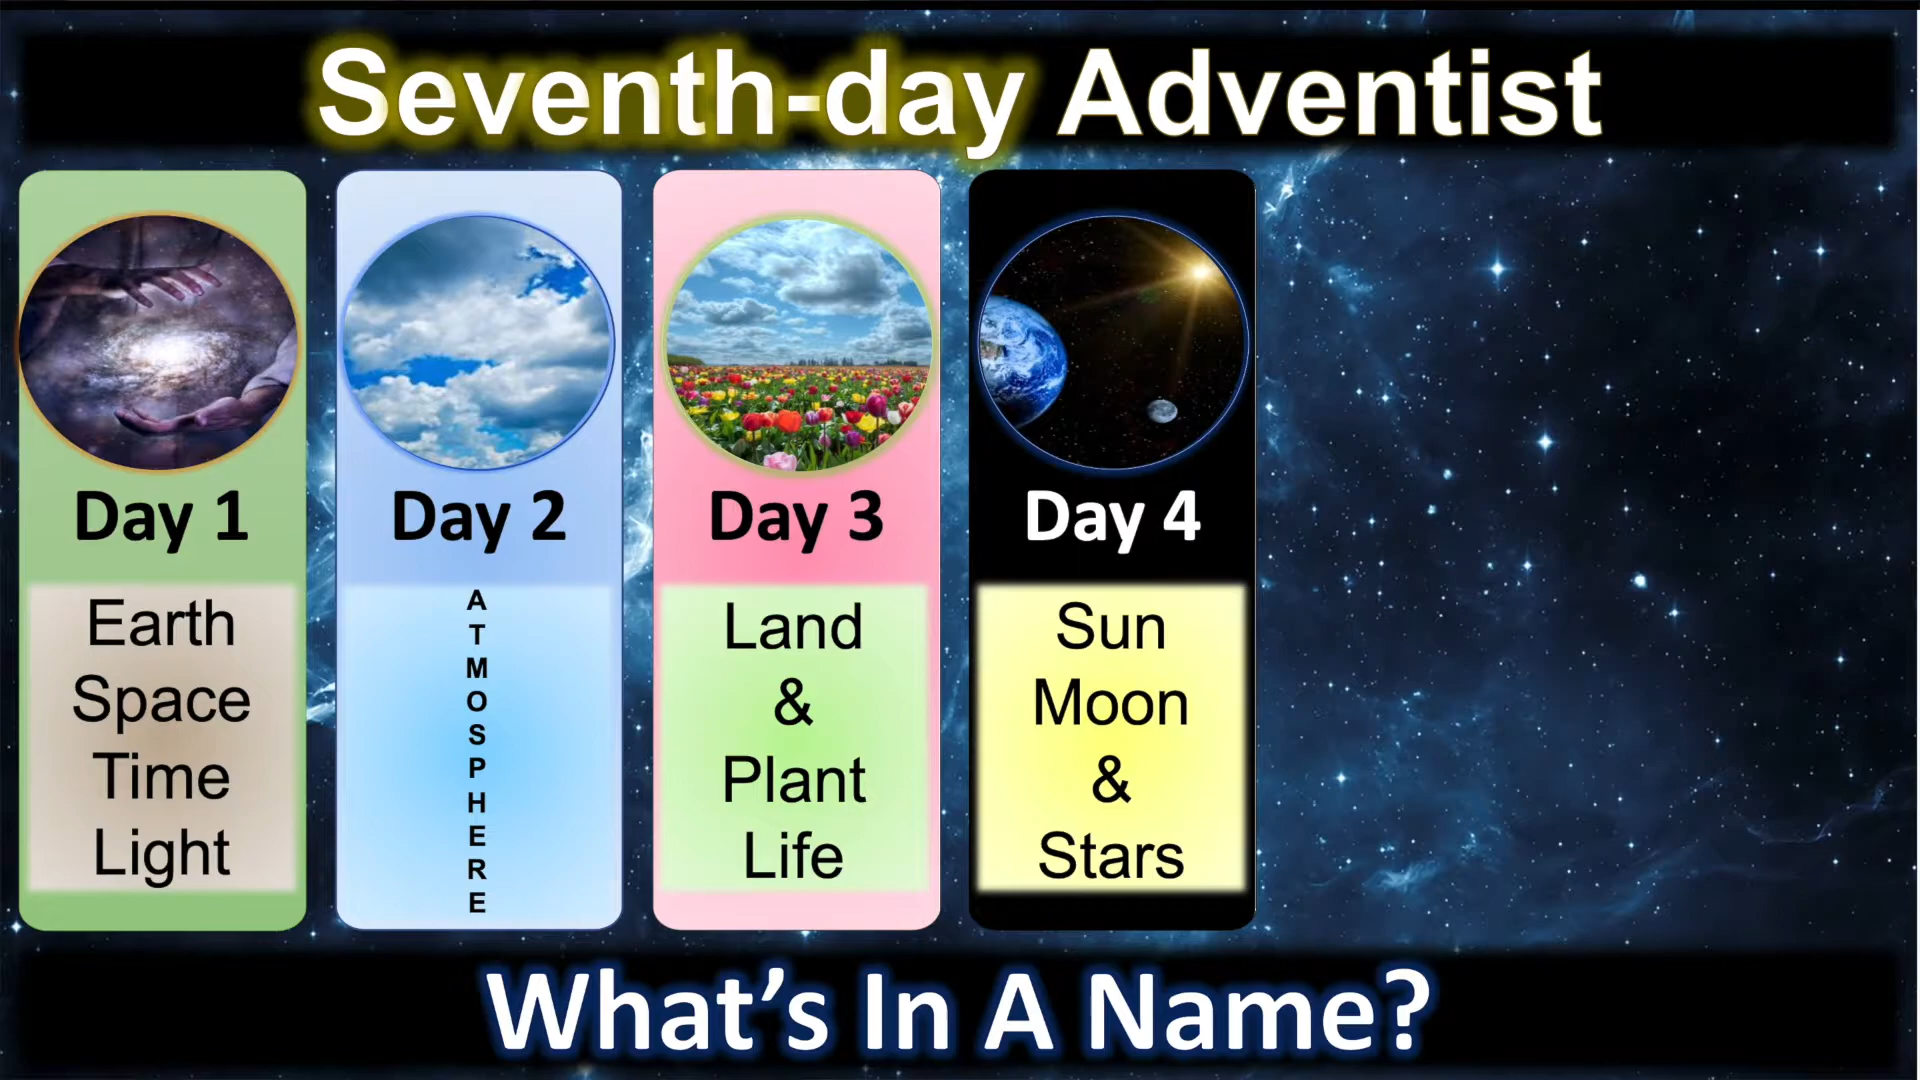 Seventh-day Adventist
Day 1
Earth
Space
Time
Light
Day 2
A
T
M
O
S
P
H
E
R
E
Day 3
Land
&
Plant
Life
Day 4
Sun
Moon
&
Stars
What's In A Name?